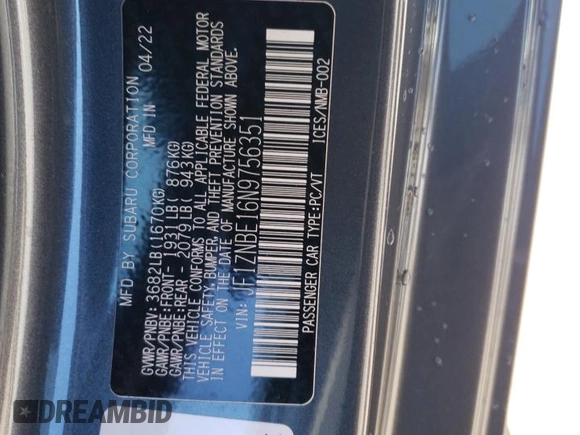 MFD BY SUBARU CORPORATION
MFD IN 04/22
GVWR/PNBV: 3682LB(1670KG)
GAWR/PNBE:FRONT- 1931LB( 876KG)
GAWR/PNBE:REAR - 2079LB( 943KG)
THIS VEHICLE CONFORMS TO ALL APPLICABLE FEDERAL MOTOR
VEHICLE SAFETY,BUMPER,AND THEFT PREVENTION STANDARDS
IN EFFECT ON THE DATE OF MANUFACTURE SHOWN ABOVE.
VIN: JF1ZNBE16N9756351
PASSENGER CAR TYPE:PC/VT ICES/NMB-002
DREAMBID